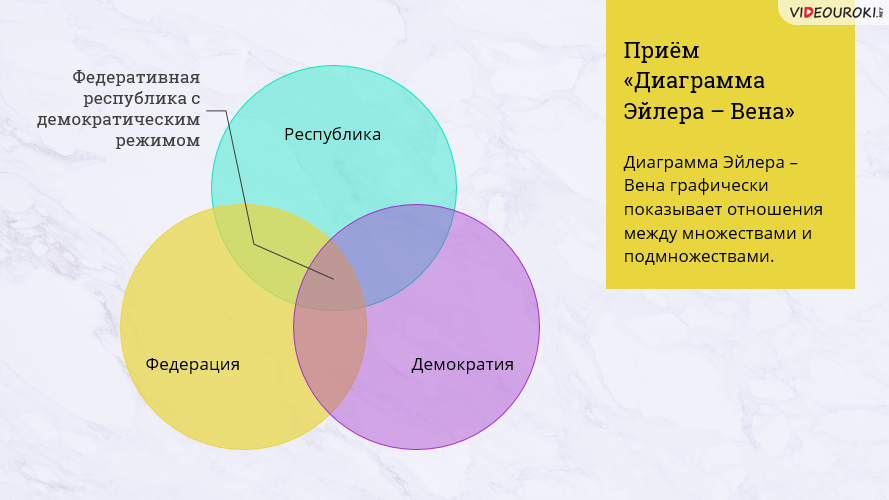 VIDEOUROKI.NET
Приём
«Диаграмма
Эйлера – Вена»
Диаграмма Эйлера –
Вена графически
показывает отношения
между множествами и
подмножествами.
Федеративная
республика с
демократическим
режимом
Республика
Федерация
Демократия